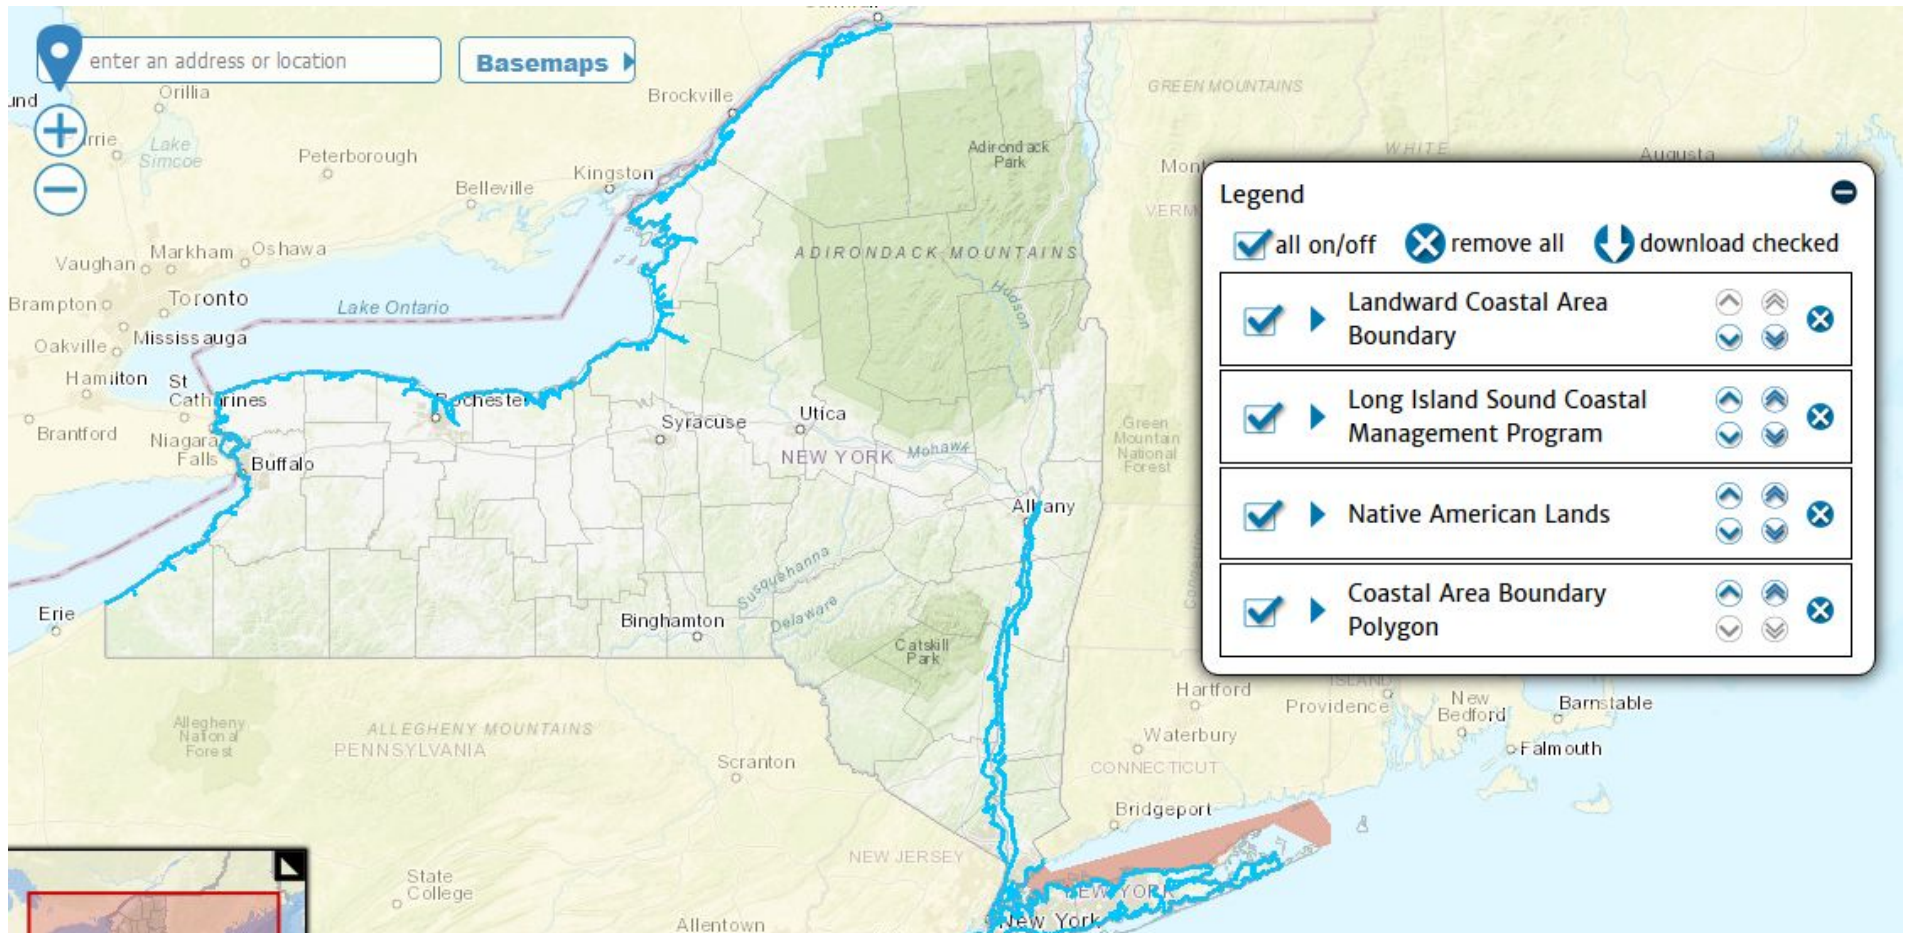 enter an address or location
Basemaps
Orillia
Brockville
GREEN MOUNTAINS
Lake
Simcoe
Peterborough
Kingston
Belleville
Adirondack
Park
WHITE
Augusta
Markham
Oshawa
Vaughan
ADIRONDACK MOUNTAINS
Brampton
Toronto
Lake Ontario
Hudson
Mississauga
Oakville
Hamilton
St
Catharines
Rochester
Brantford
Niagara
Falls
Buffalo
Syracuse
Utica
NEW YORK
Mohawk
Green
Mountain
National
Forest
Albany
Susquehanna
Delaware
Erie
Binghamton
Catskill
Park
Allegheny
National
Forest
ALLEGHENY MOUNTAINS
PENNSYLVANIA
Scranton
Hartford
Providence
ISLAND
New
Bedford
Barnstable
Waterbury
Falmouth
CONNECTICUT
Bridgeport
NEW JERSEY
State
College
NEW YORK
New York
Allentown
Legend
all on/off
remove all
download checked
Landward Coastal Area
Boundary
Long Island Sound Coastal
Management Program
Native American Lands
Coastal Area Boundary
Polygon